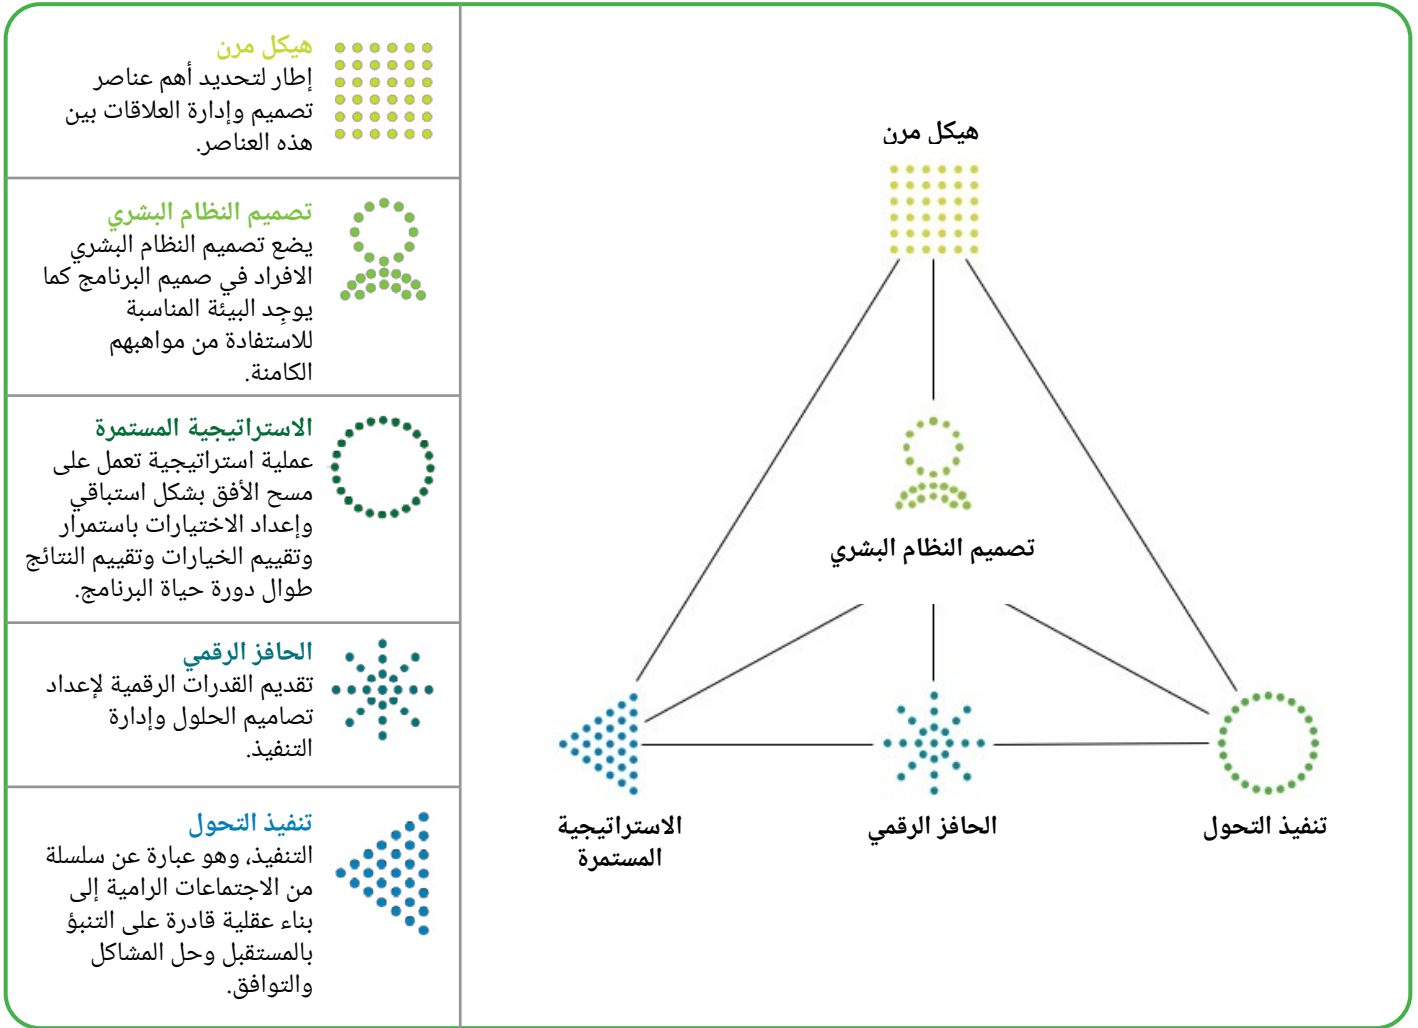 هيكل مرن
إطار لتحديد أهم عناصر
تصميم وإدارة العلاقات بين
هذه العناصر.
تصميم النظام البشري
يضع تصميم النظام البشري
الافراد في صميم البرنامج كما
يوجِد البيئة المناسبة
للاستفادة من مواهبهم
الكامنة.
الاستراتيجية المستمرة
عملية استراتيجية تعمل على
مسح الأفق بشكل استباقي
وإعداد الاختيارات باستمرار
وتقييم الخيارات وتقييم النتائج
طوال دورة حياة البرنامج.
الحافز الرقمي
تقديم القدرات الرقمية لإعداد
تصاميم الحلول وإدارة
التنفيذ.
تنفيذ التحول
التنفيذ، وهو عبارة عن سلسلة
من الاجتماعات الرامية إلى
بناء عقلية قادرة على التنبؤ
بالمستقبل وحل المشاكل
والتوافق.
هيكل مرن
تصميم النظام البشري
تنفيذ التحول
الحافز الرقمي
الاستراتيجية
المستمرة